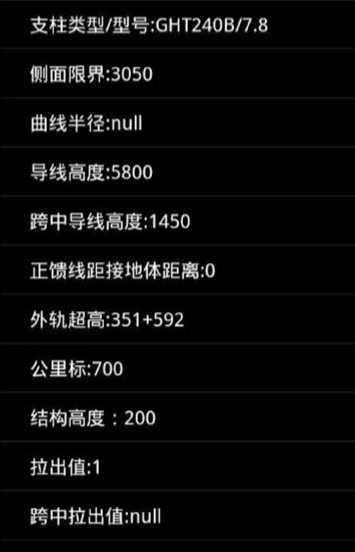 支柱类型/型号:GHT240B/7.8
侧面限界:3050
曲线半径:null
导线高度:5800
跨中导线高度:1450
正馈线距接地体距离:0
外轨超高:351+592
公里标:700
结构高度：200
拉出值:1
跨中拉出值:null